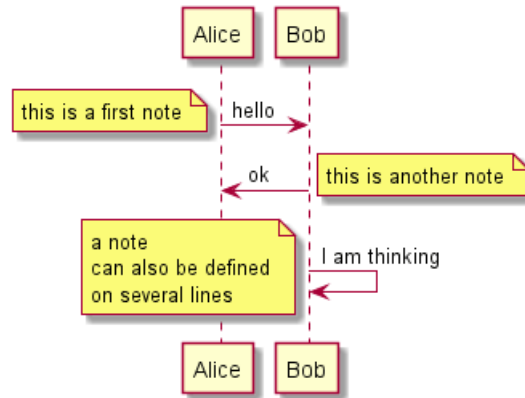 Alice
Bob
this is a first note
hello
ok
this is another note
a note
can also be defined
on several lines
I am thinking
Alice
Bob